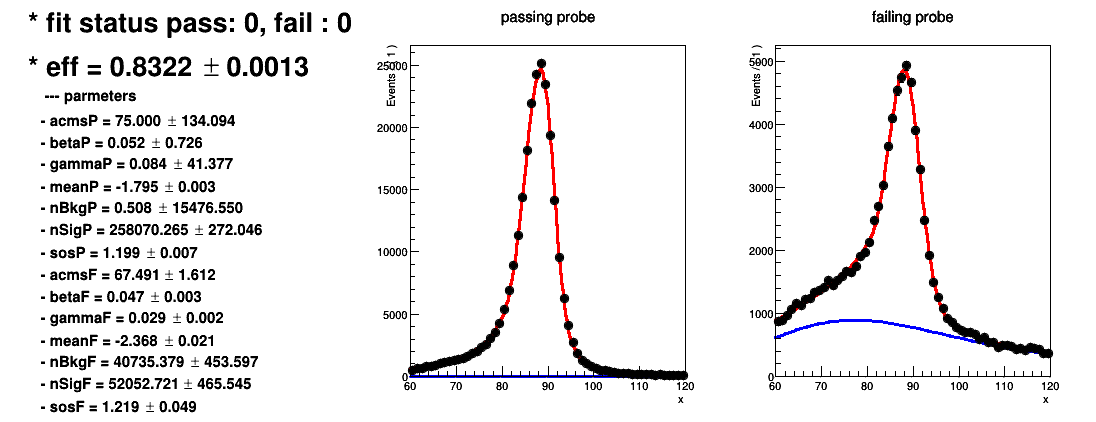 * fit status pass: 0, fail : 0
* eff = 0.8322 ± 0.0013
--- parmeters
- acmsP = 75.000 ± 134.094
- betaP = 0.052 ± 0.726
- gammaP = 0.084 ± 41.377
- meanP = -1.795 ± 0.003
- nBkgP = 0.508 ± 15476.550
- nSigP = 258070.265 ± 272.046
- sosP = 1.199 ± 0.007
- acmsF = 67.491 ± 1.612
- betaF = 0.047 ± 0.003
- gammaF = 0.029 ± 0.002
- meanF = -2.368 ± 0.021
- nBkgF = 40735.379 ± 453.597
- nSigF = 52052.721 ± 465.545
- sosF = 1.219 ± 0.049
passing probe
Events / ( 1 )
25000
20000
15000
10000
5000
0
60 70 80 90 100 110 120
x
failing probe
Events / ( 1 )
5000
4000
3000
2000
1000
0
60 70 80 90 100 110 120
x